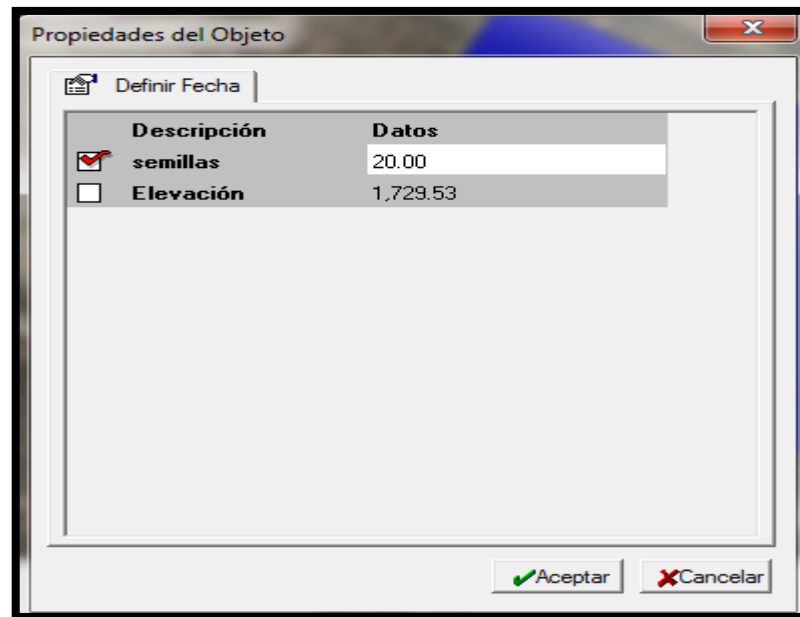 Propiedades del Objeto
Definir Fecha
Descripción Datos
semillas 20.00
Elevación 1,729.53
Aceptar Cancelar